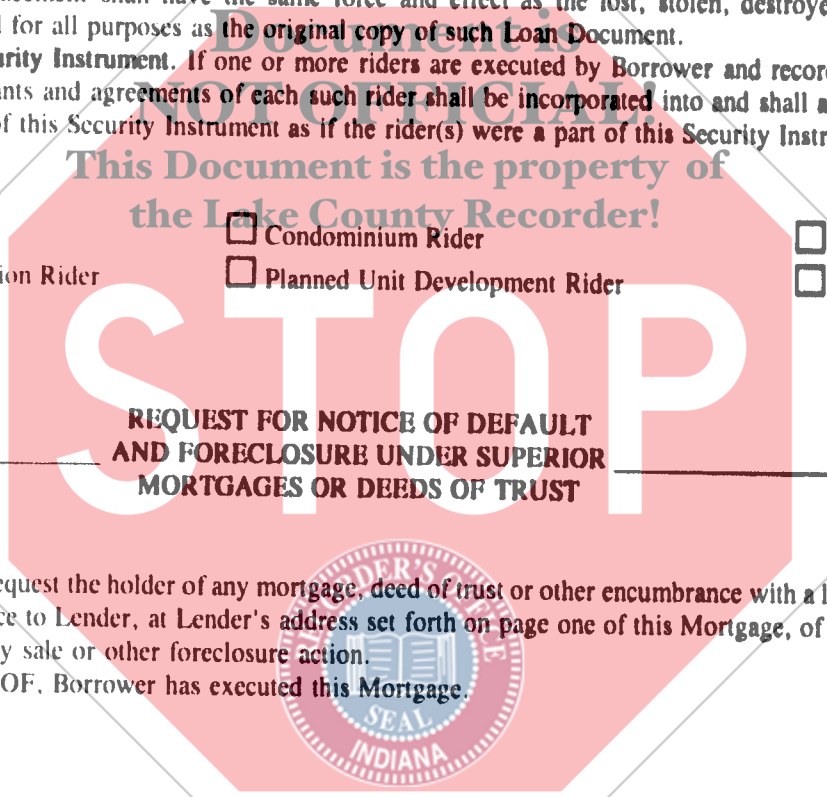 cement shall have the same force and effect as the lost, stolen, destroye
for all purposes as the original copy of such Loan Document.
Document is
urity Instrument. If one or more riders are executed by Borrower and record
NOT OFFICIAL!
nants and agreements of each such rider shall be incorporated into and shall a
of this Security Instrument as if the rider(s) were a part of this Security Instr
This Document is the property of
the Lake County Recorder!
Condominium Rider
ion Rider
Planned Unit Development Rider
STOP
REQUEST FOR NOTICE OF DEFAULT
AND FORECLOSURE UNDER SUPERIOR
MORTGAGES OR DEEDS OF TRUST
equest the holder of any mortgage, deed of trust or other encumbrance with a l
ce to Lender, at Lender's address set forth on page one of this Mortgage, of
y sale or other foreclosure action.
OF, Borrower has executed this Mortgage.
RECORDER'S OFFICE
SEAL
INDIANA